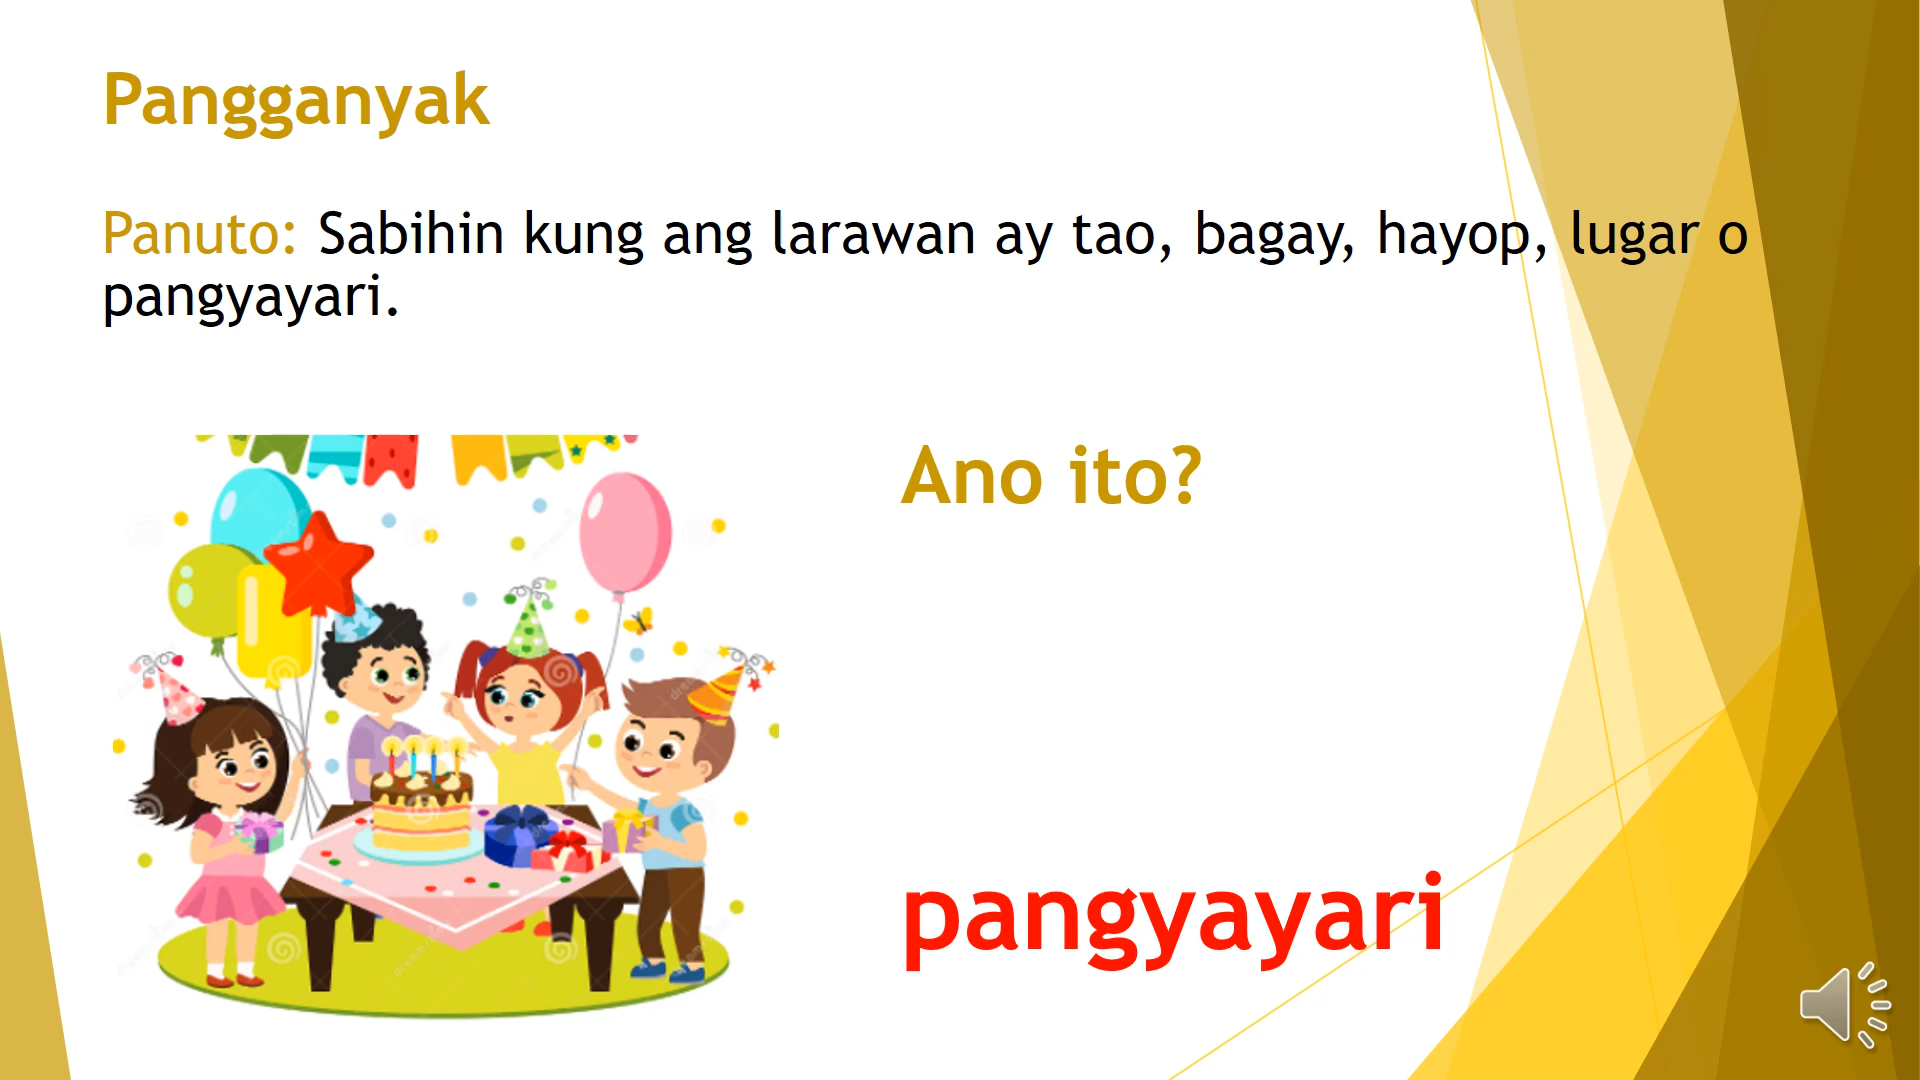 Pangganyak
Panuto: Sabihin kung ang larawan ay tao, bagay, hayop, lugar o
pangyayari.
Ano ito?
pangyayari